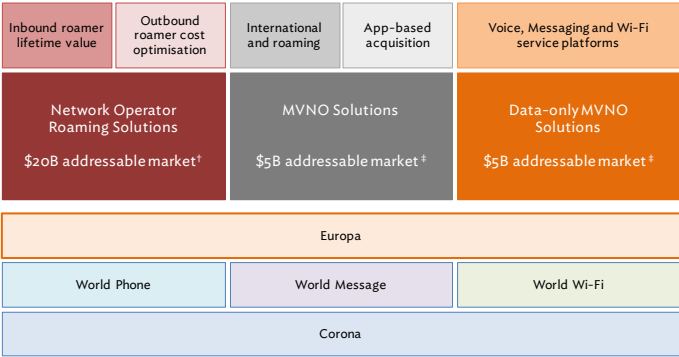 Inbound roamer
lifetime value
Outbound
roamer cost
optimisation
International
and roaming
App-based
acquisition
Voice, Messaging and Wi-Fi
service platforms
Network Operator
Roaming Solutions
$20B addressable market†
MVNO Solutions
$5B addressable market ‡
Data-only MVNO
Solutions
$5B addressable market ‡
Europa
World Phone
World Message
World Wi-Fi
Corona